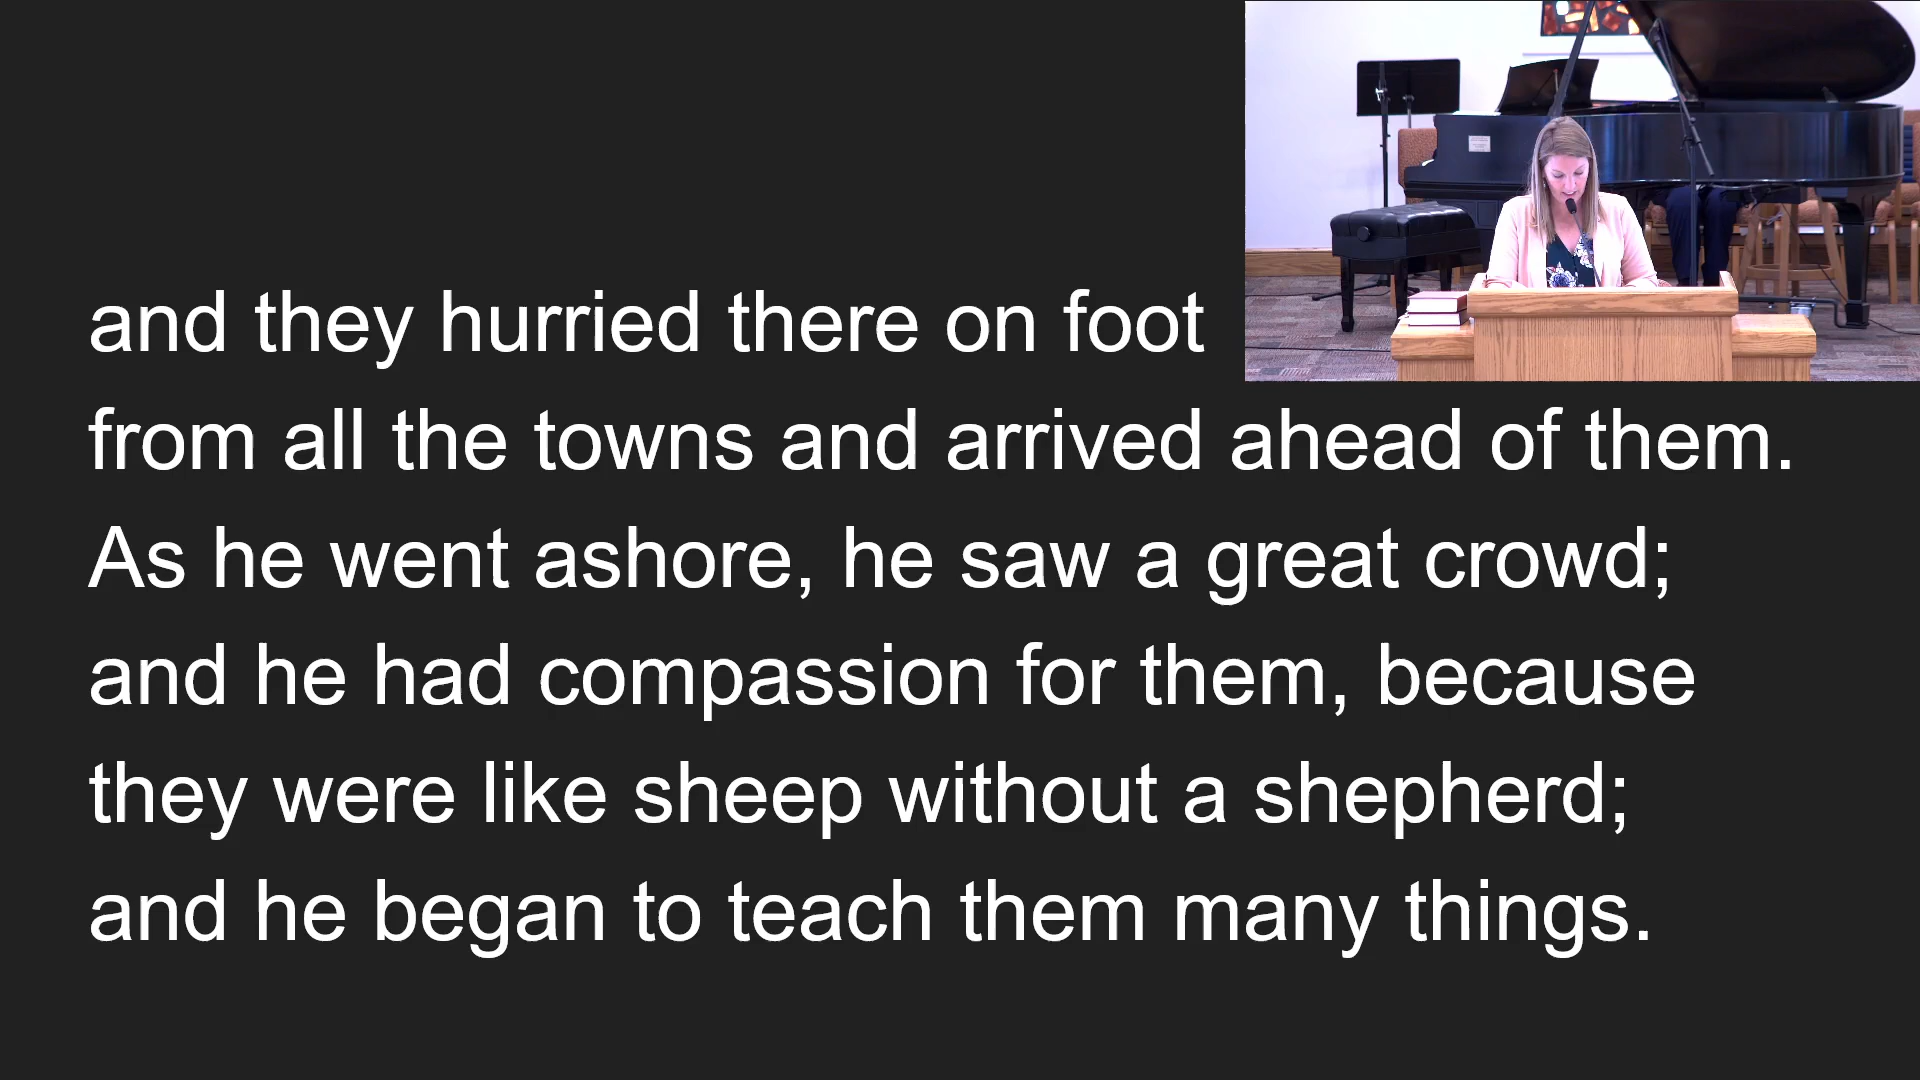 and they hurried there on foot
from all the towns and arrived ahead of them.
As he went ashore, he saw a great crowd;
and he had compassion for them, because
they were like sheep without a shepherd;
and he began to teach them many things.